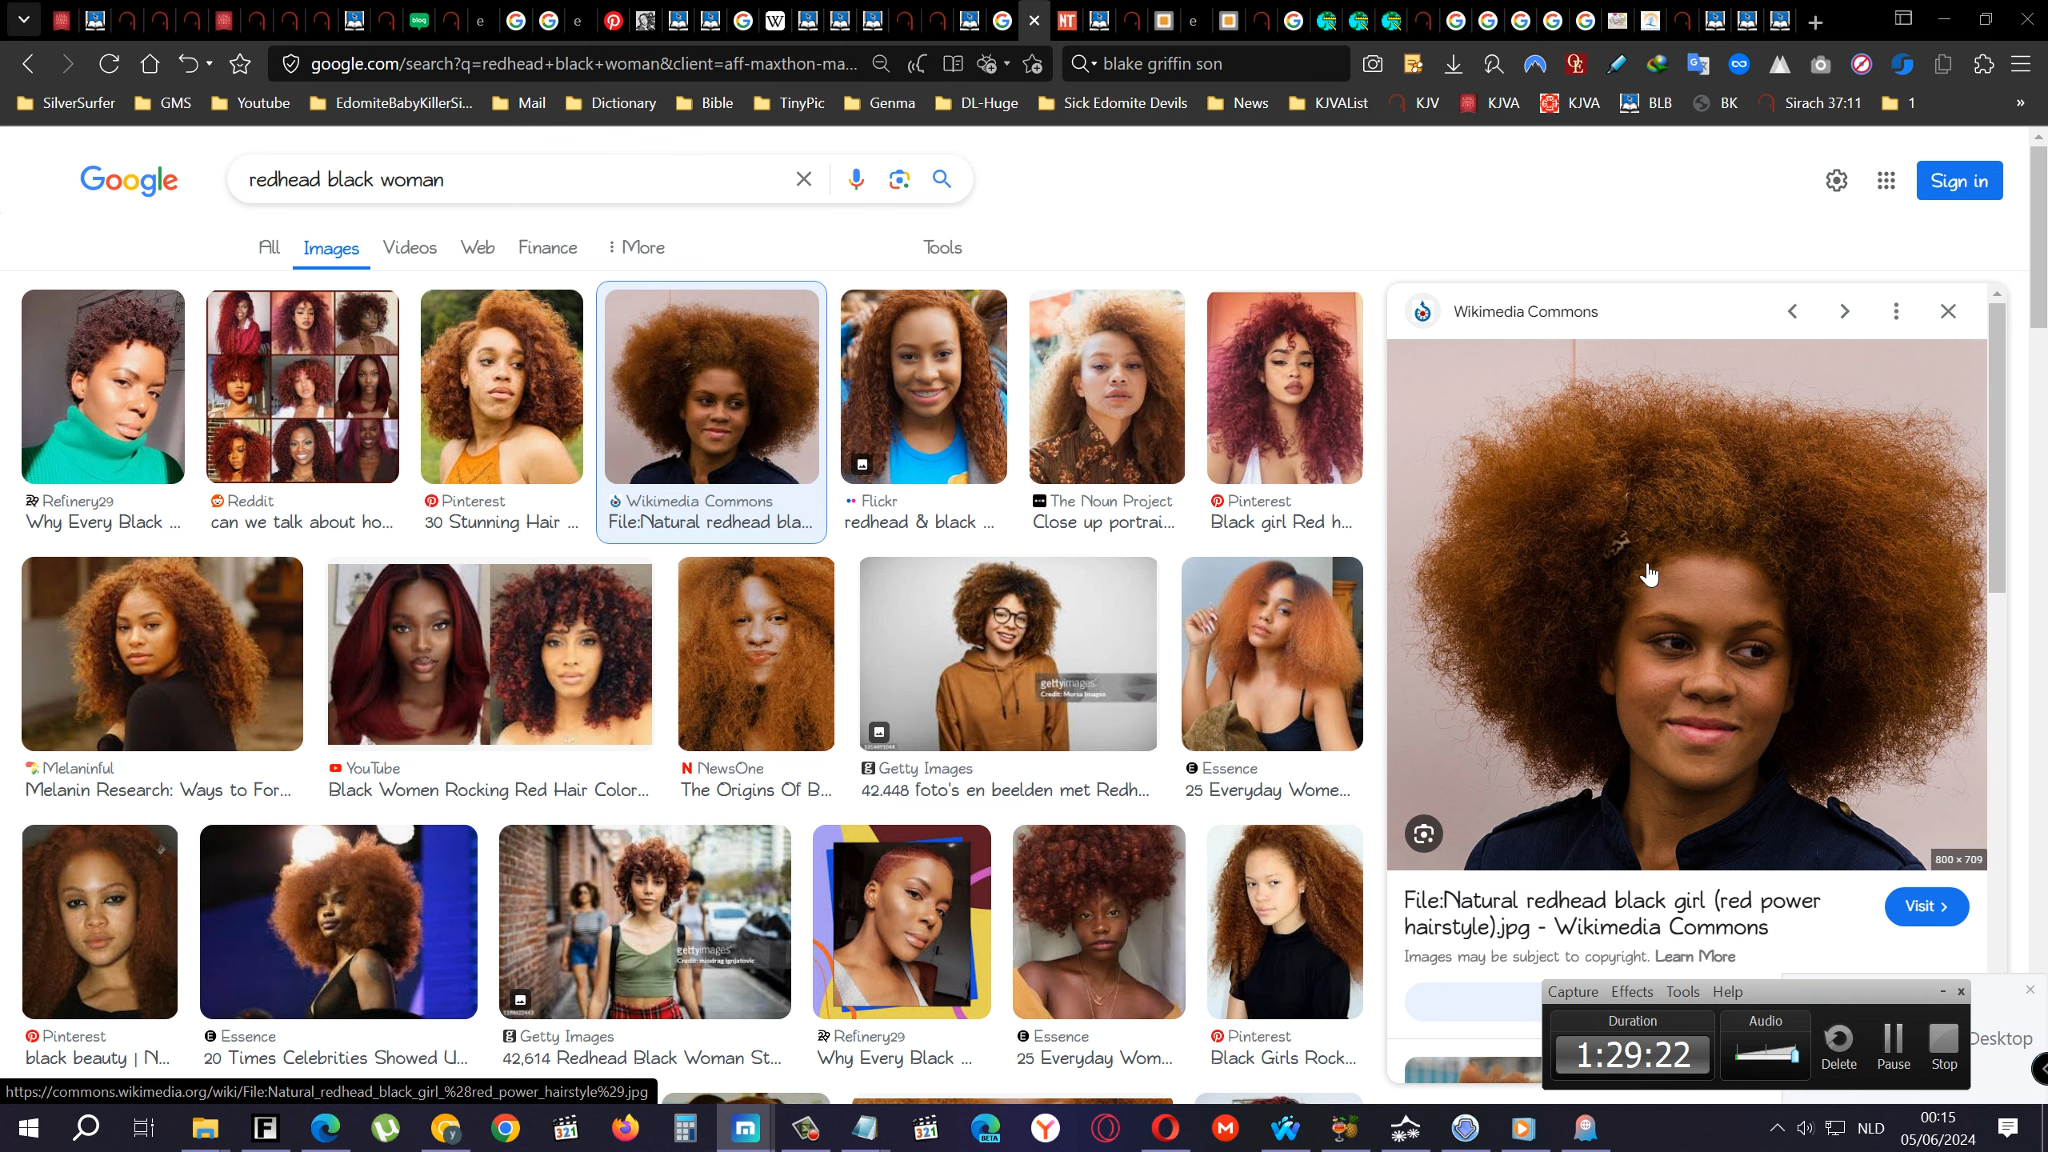 google.com/search?q=redhead+black+woman&client=aff-maxthon-ma...
blake griffin son
SilverSurfer
GMS
Youtube
EdomiteBabyKillerSi...
Mail
Dictionary
Bible
TinyPic
Genma
DL-Huge
Sick Edomite Devils
News
KJVAList
KJV
KJVA
KJVA
BLB
BK
Sirach 37:11
1
Google
redhead black woman
Sign in
All
Images
Videos
Web
Finance
More
Tools
Refinery29
Why Every Black ...
Reddit
can we talk about ho...
Pinterest
30 Stunning Hair ...
Wikimedia Commons
File:Natural redhead bla...
Flickr
redhead & black ...
The Noun Project
Close up portrai...
Pinterest
Black girl Red h...
gettyimages
Credit: Morsa Images
Melaninful
Melanin Research: Ways to For...
YouTube
Black Women Rocking Red Hair Color...
NewsOne
The Origins Of B...
Getty Images
42.448 foto's en beelden met Redh...
Essence
25 Everyday Wome...
gettyimages
Credit: miodrag ignjatovic
Pinterest
black beauty | N...
Essence
20 Times Celebrities Showed U...
Getty Images
42,614 Redhead Black Woman St...
Refinery29
Why Every Black ...
Essence
25 Everyday Wom...
Pinterest
Black Girls Rock...
Wikimedia Commons
800 × 709
File:Natural redhead black girl (red power
hairstyle).jpg - Wikimedia Commons
Visit
Images may be subject to copyright. Learn More
Capture Effects Tools Help
Duration
1:29:22
Audio
Delete
Pause
Stop
Desktop
https://commons.wikimedia.org/wiki/File:Natural_redhead_black_girl_%28red_power_hairstyle%29.jpg
NLD
00:15
05/06/2024